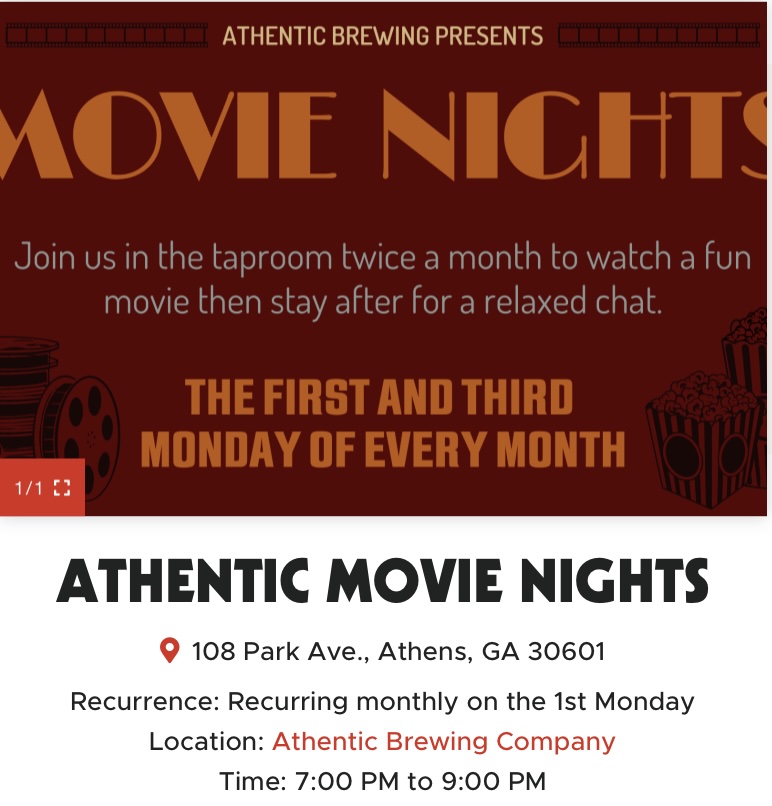 ATHENTIC BREWING PRESENTS
MOVIE NIGHTS
Join us in the taproom twice a month to watch a fun
movie then stay after for a relaxed chat.
THE FIRST AND THIRD
MONDAY OF EVERY MONTH
1/1
ATHENTIC MOVIE NIGHTS
108 Park Ave., Athens, GA 30601
Recurrence: Recurring monthly on the 1st Monday
Location: Athentic Brewing Company
Time: 7:00 PM to 9:00 PM